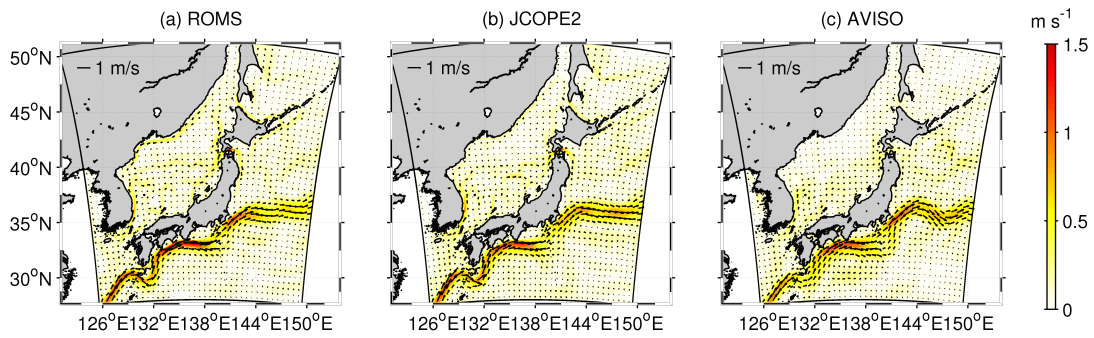 (a) ROMS (b) JCOPE2 (c) AVISO m s⁻¹
1 m/s 1 m/s 1 m/s
50°N
45°N
40°N
35°N
30°N
126°E132°E138°E144°E150°E 126°E132°E138°E144°E150°E 126°E132°E138°E144°E150°E
1.5
1
0.5
0